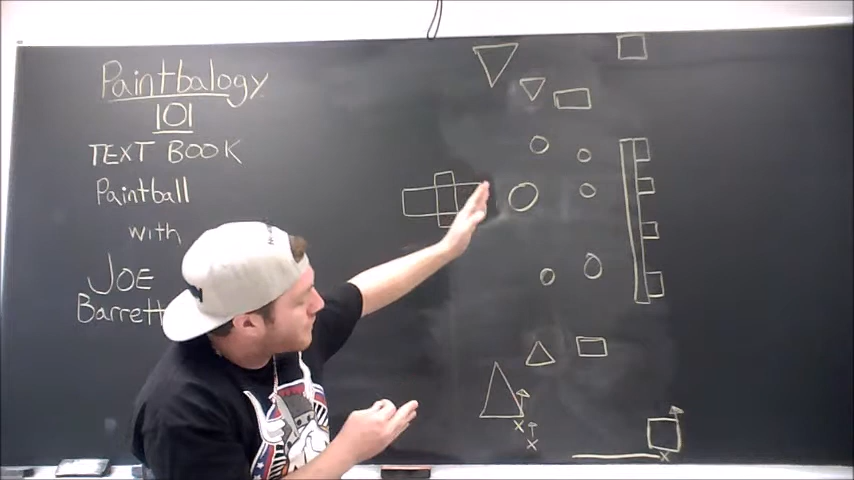 Paintbalogy
101
TEXT BOOK
Paintball
with
JOE
Barrett
X
X
X